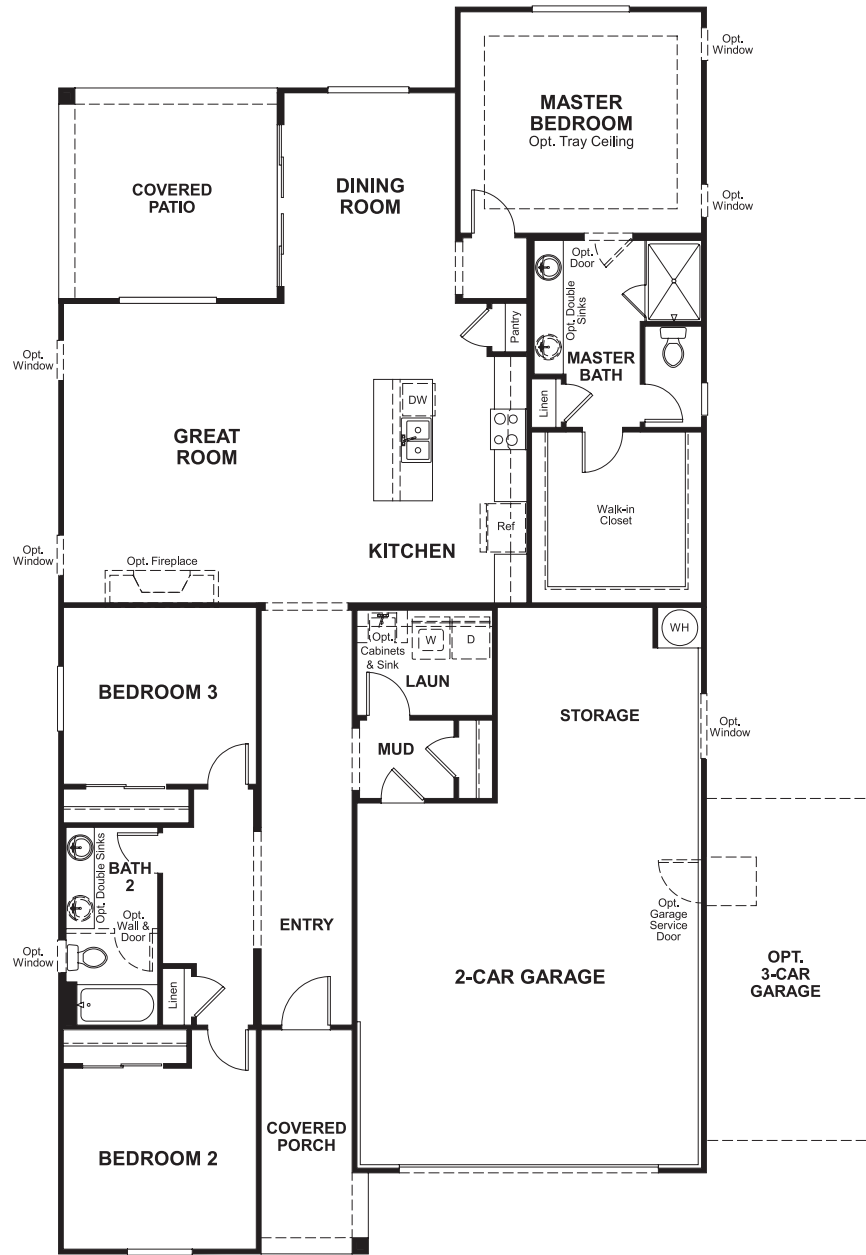 Opt.
Window
MASTER
BEDROOM
Opt. Tray Ceiling
COVERED
PATIO
DINING
ROOM
Opt.
Window
Opt.
Door
Opt. Double
Sinks
Pantry
MASTER
BATH
Linen
Opt.
Window
DW
GREAT
ROOM
Walk-in
Closet
Ref
KITCHEN
Opt.
Window
Opt. Fireplace
Opt.
Cabinets
& Sink
W
D
LAUN
WH
BEDROOM 3
STORAGE
Opt.
Window
MUD
Opt. Double Sinks
BATH
2
Opt.
Wall &
Door
Opt.
Window
ENTRY
Opt.
Garage
Service
Door
Linen
2-CAR GARAGE
OPT.
3-CAR
GARAGE
COVERED
PORCH
BEDROOM 2